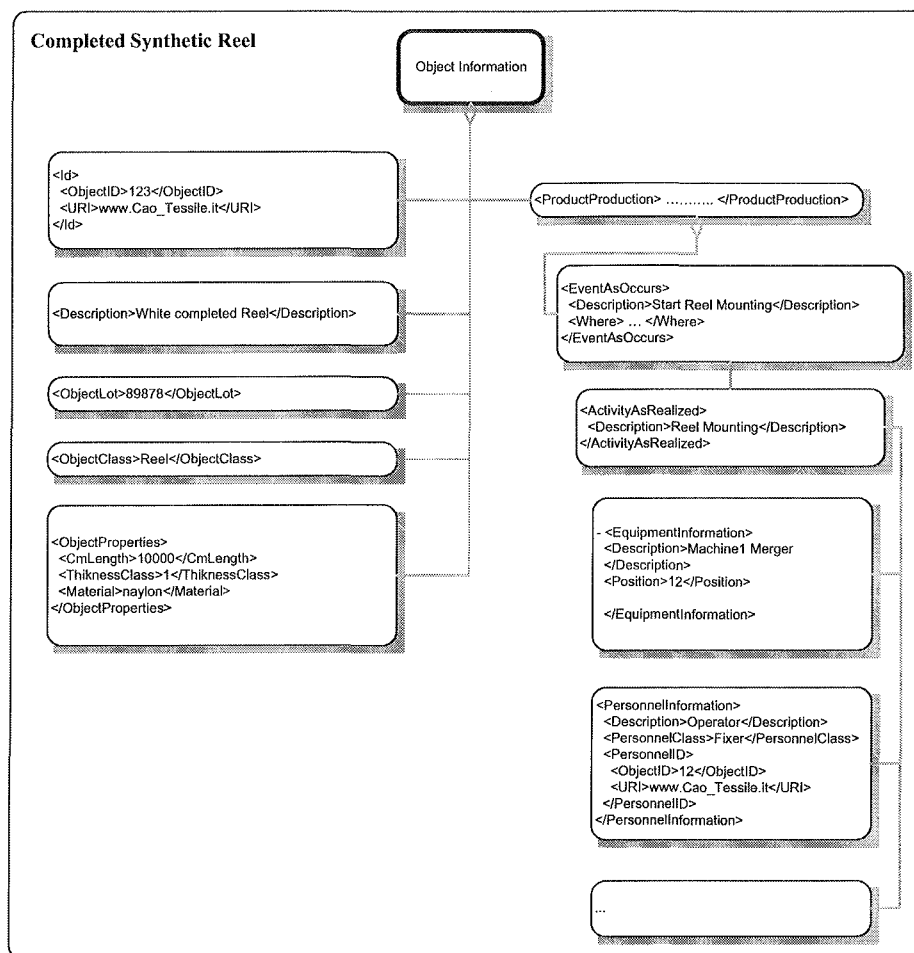 Completed Synthetic Reel
Object Information
<Id>
<ObjectID>123</ObjectID>
<URI>www.Cao_Tessile.it</URI>
</Id>
<Description>White completed Reel</Description>
<ObjectLot>89878</ObjectLot>
<ObjectClass>Reel</ObjectClass>
<ObjectProperties>
<CmLength>10000</CmLength>
<ThiknessClass>1</ThiknessClass>
<Material>naylon</Material>
</ObjectProperties>
<ProductProduction> .......... </ProductProduction>
<EventAsOccurs>
<Description>Start Reel Mounting</Description>
<Where> ... </Where>
</EventAsOccurs>
<ActivityAsRealized>
<Description>Reel Mounting</Description>
</ActivityAsRealized>
- <EquipmentInformation>
<Description>Machine1 Merger
</Description>
<Position>12</Position>
</EquipmentInformation>
<PersonnelInformation>
<Description>Operator</Description>
<PersonnelClass>Fixer</PersonnelClass>
<PersonnelID>
<ObjectID>12</ObjectID>
<URI>www.Cao_Tessile.it</URI>
</PersonnelID>
</PersonnelInformation>
...